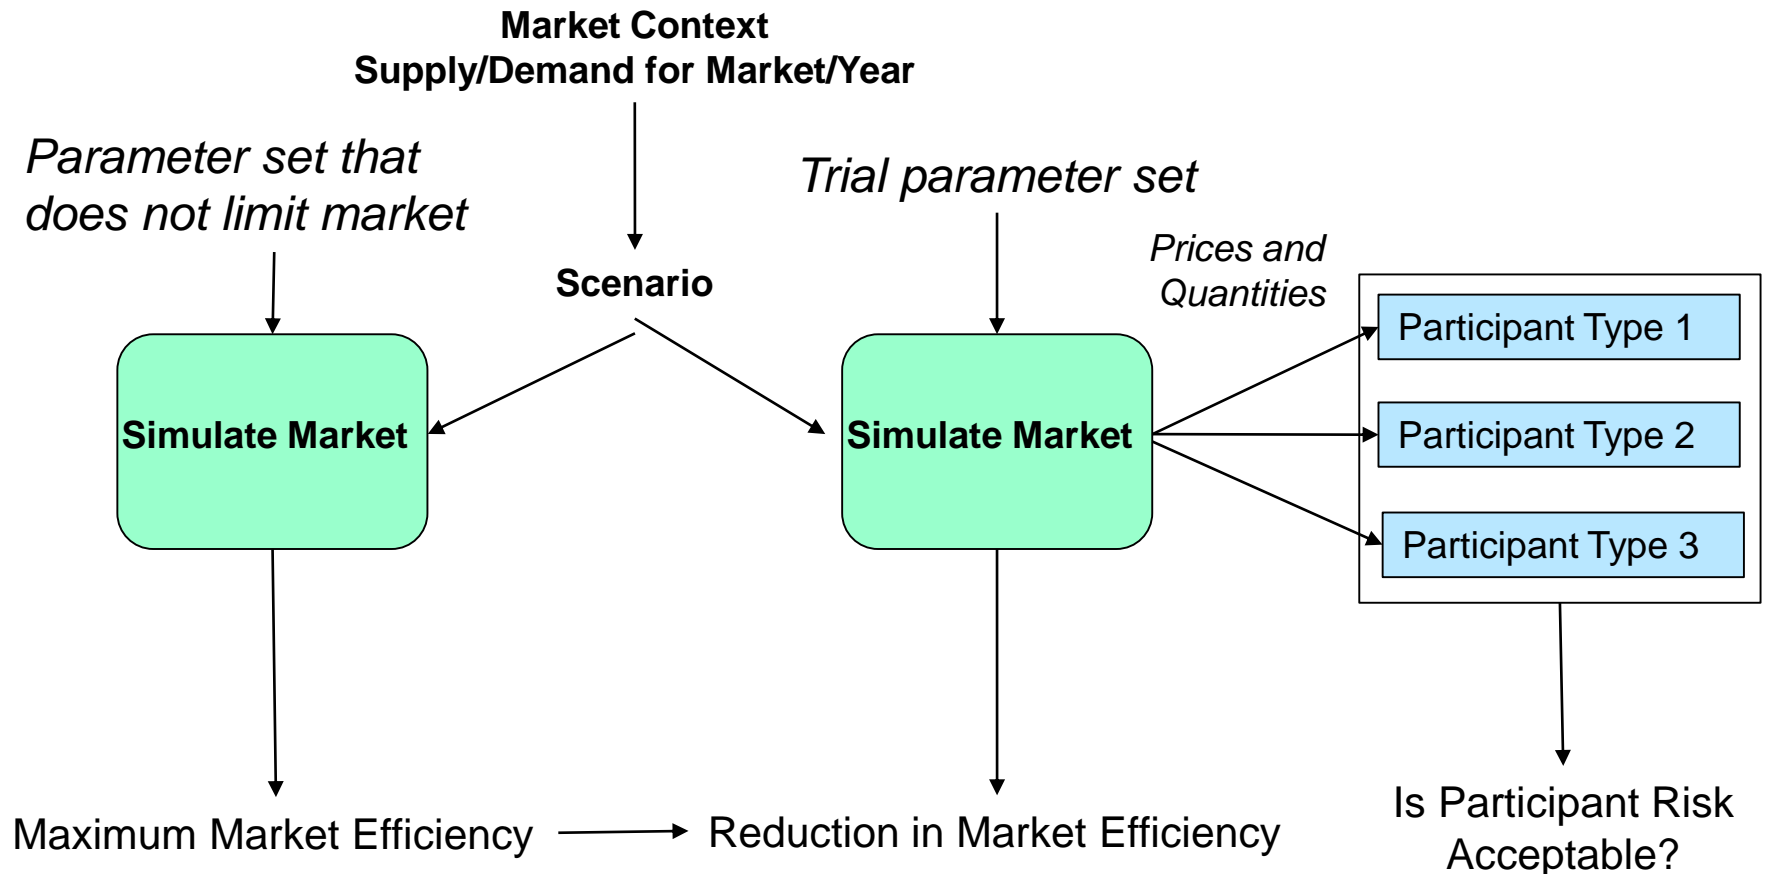 Market Context
Supply/Demand for Market/Year
Parameter set that
does not limit market
Trial parameter set
Scenario
Prices and
Quantities
Simulate Market
Simulate Market
Participant Type 1
Participant Type 2
Participant Type 3
Maximum Market Efficiency
Reduction in Market Efficiency
Is Participant Risk
Acceptable?